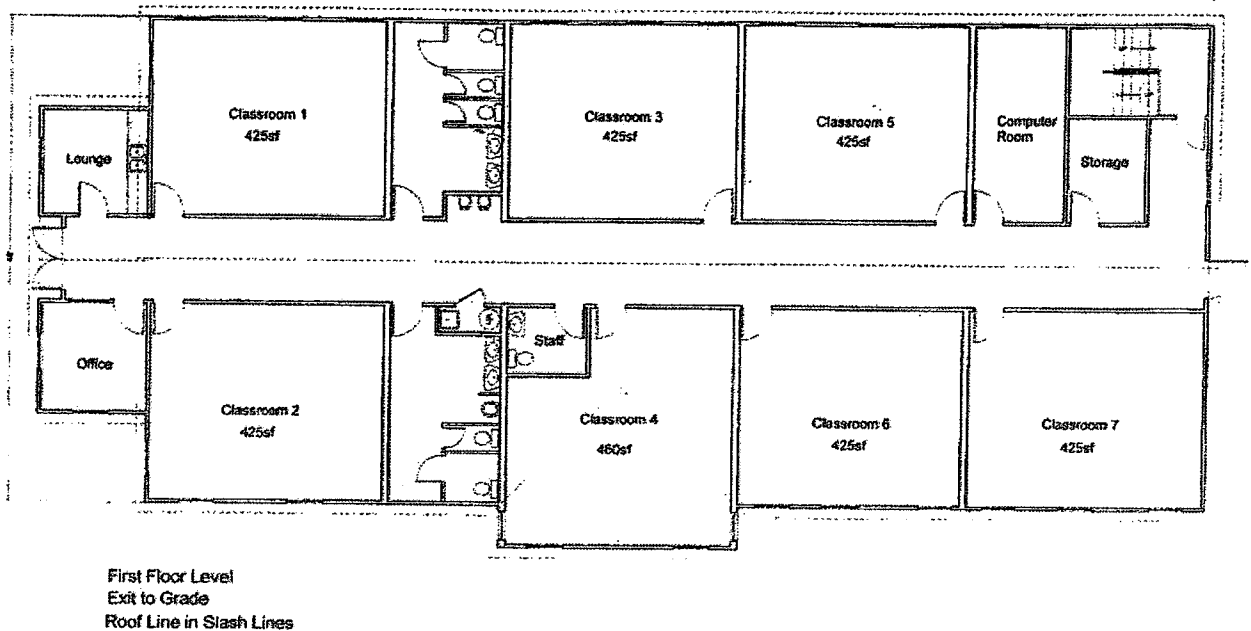 Classroom 1
425sf
Classroom 3
425sf
Classroom 5
425sf
Computer
Room
Lounge
Storage
Office
Staff
Classroom 2
425sf
Classroom 4
460sf
Classroom 6
425sf
Classroom 7
425sf
First Floor Level
Exit to Grade
Roof Line in Slash Lines